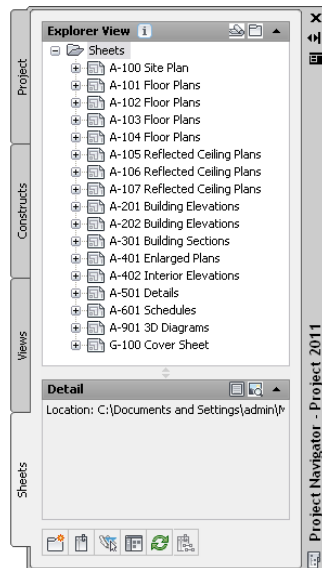 Explorer View
Sheets
A-100 Site Plan
A-101 Floor Plans
A-102 Floor Plans
A-103 Floor Plans
A-104 Floor Plans
A-105 Reflected Ceiling Plans
A-106 Reflected Ceiling Plans
A-107 Reflected Ceiling Plans
A-201 Building Elevations
A-202 Building Elevations
A-301 Building Sections
A-401 Enlarged Plans
A-402 Interior Elevations
A-501 Details
A-601 Schedules
A-901 3D Diagrams
G-100 Cover Sheet
Detail
Location: C:\Documents and Settings\admin\
Project
Constructs
Views
Sheets
Project Navigator - Project 2011